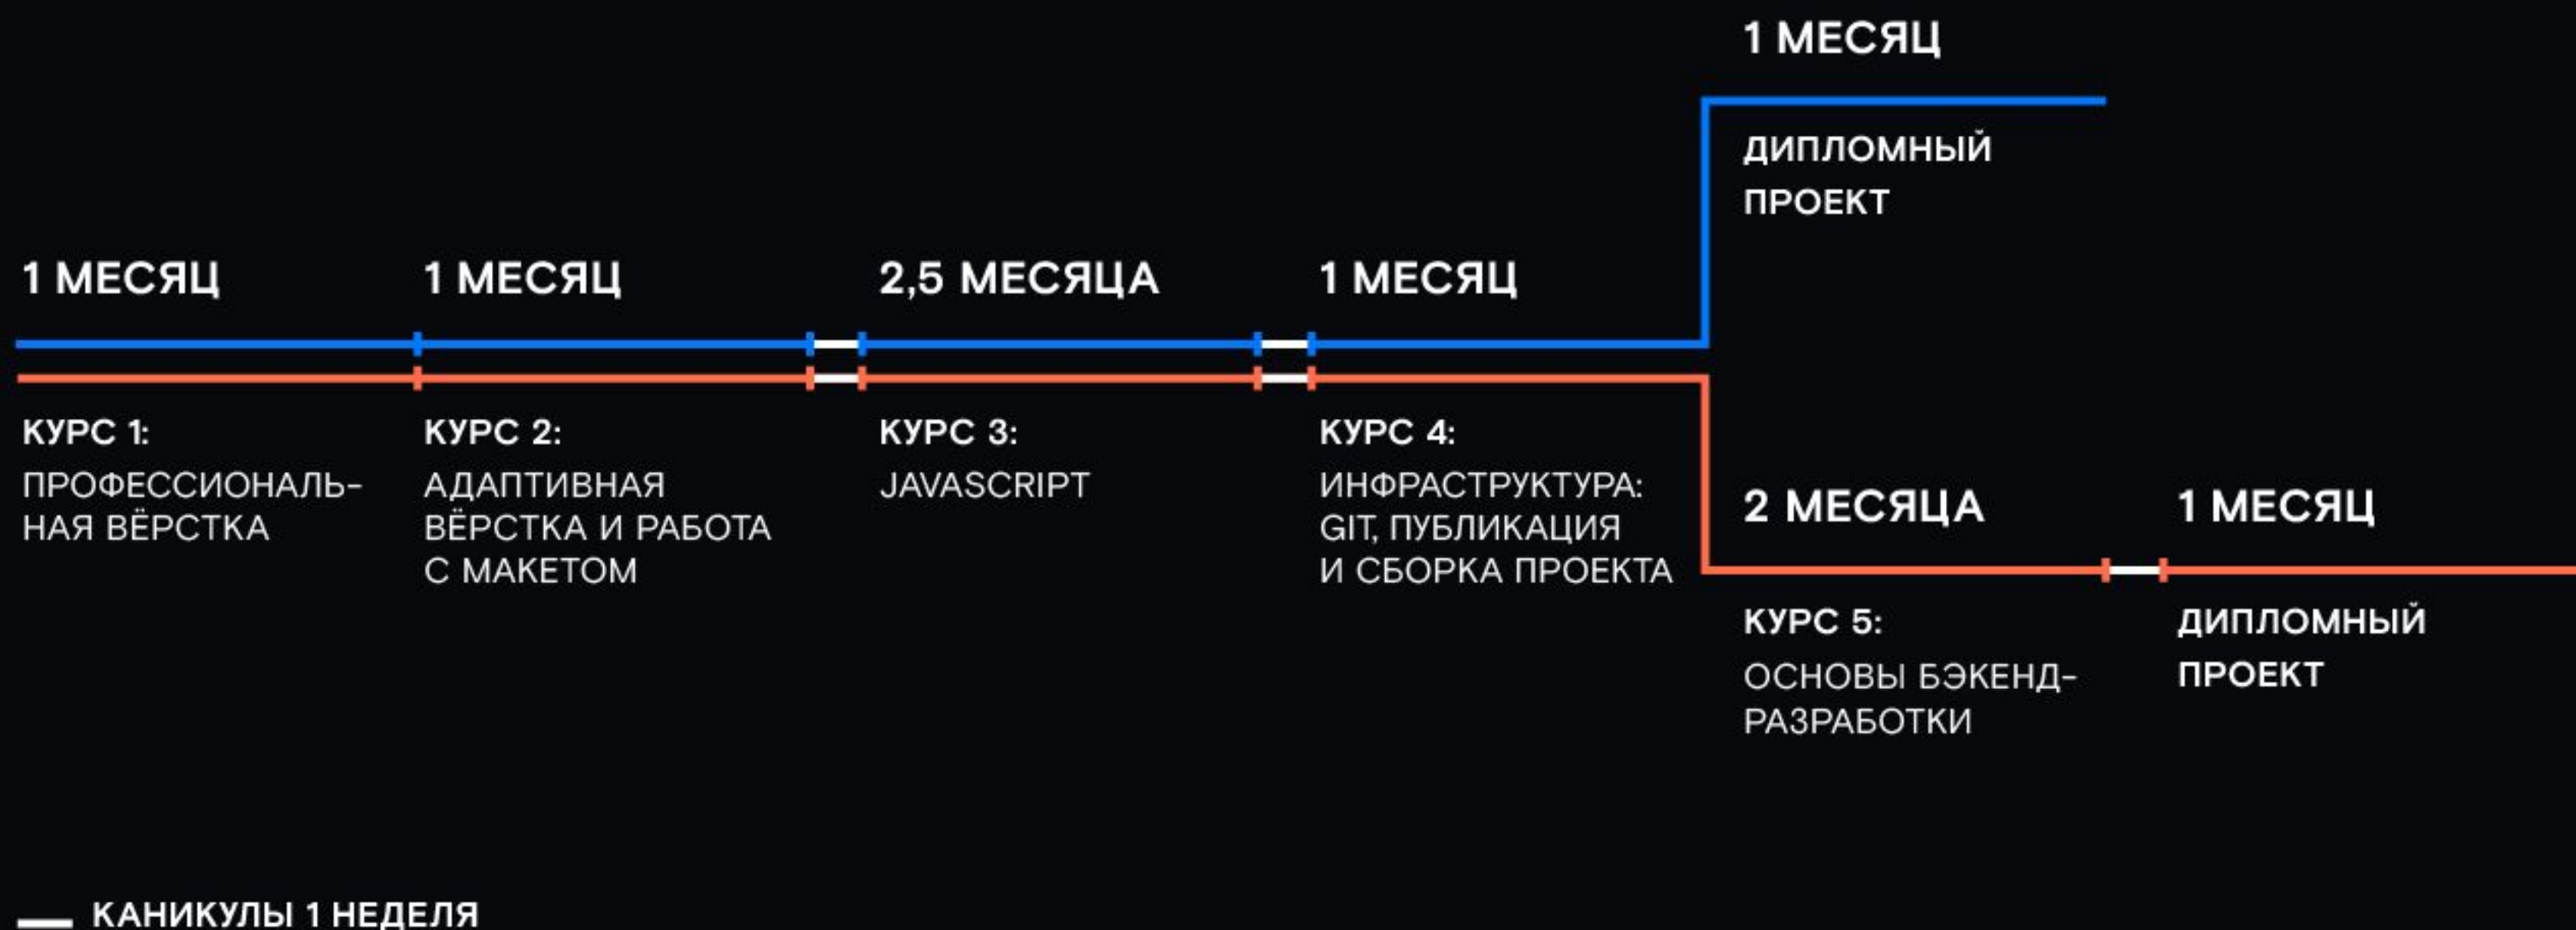 1 МЕСЯЦ
ДИПЛОМНЫЙ
ПРОЕКТ
1 МЕСЯЦ
1 МЕСЯЦ
2,5 МЕСЯЦА
1 МЕСЯЦ
КУРС 1:
ПРОФЕССИОНАЛЬ-
НАЯ ВЁРСТКА
КУРС 2:
АДАПТИВНАЯ
ВЁРСТКА И РАБОТА
С МАКЕТОМ
КУРС 3:
JAVASCRIPT
КУРС 4:
ИНФРАСТРУКТУРА:
GIT, ПУБЛИКАЦИЯ
И СБОРКА ПРОЕКТА
2 МЕСЯЦА
КУРС 5:
ОСНОВЫ БЭКЕНД-
РАЗРАБОТКИ
1 МЕСЯЦ
ДИПЛОМНЫЙ
ПРОЕКТ
КАНИКУЛЫ 1 НЕДЕЛЯ